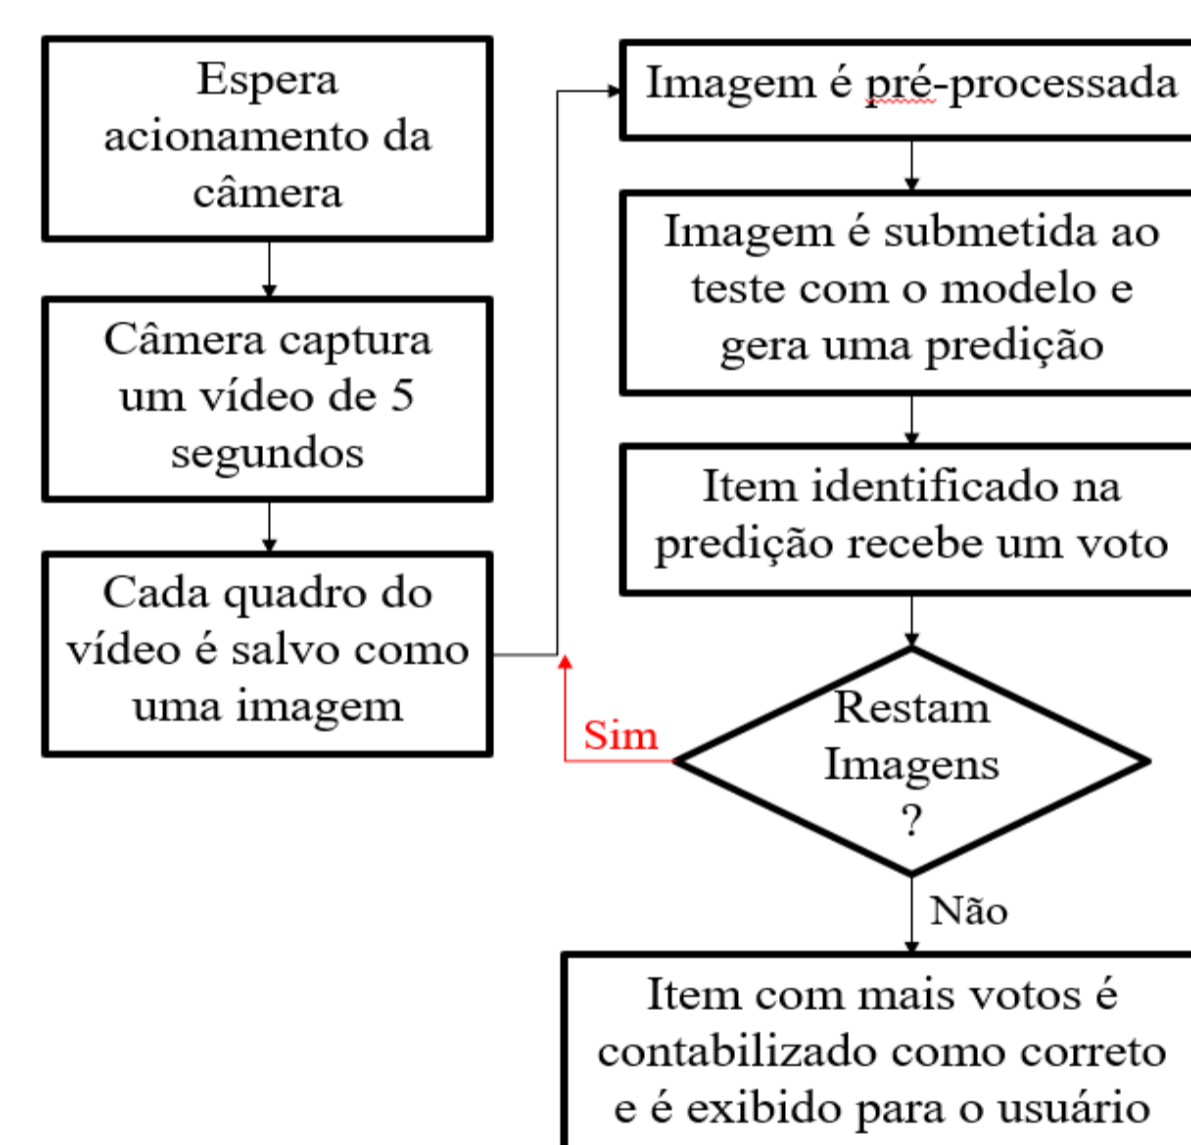 Espera
acionamento da
câmera
Câmera captura
um vídeo de 5
segundos
Cada quadro do
vídeo é salvo como
uma imagem
Imagem é pré-processada
Imagem é submetida ao
teste com o modelo e
gera uma predição
Item identificado na
predição recebe um voto
Restam
Imagens
?
Sim
Não
Item com mais votos é
contabilizado como correto
e é exibido para o usuário